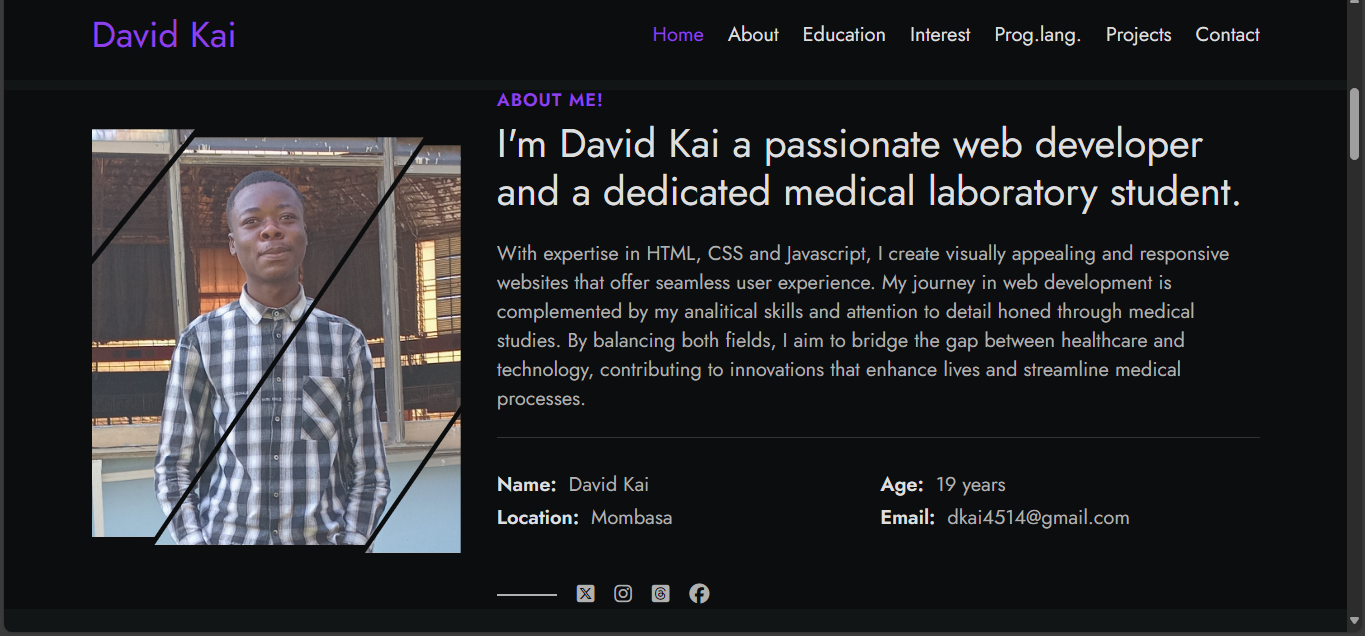 David Kai
Home About Education Interest Prog.lang. Projects Contact
ABOUT ME!
I'm David Kai a passionate web developer
and a dedicated medical laboratory student.
With expertise in HTML, CSS and Javascript, I create visually appealing and responsive
websites that offer seamless user experience. My journey in web development is
complemented by my analitical skills and attention to detail honed through medical
studies. By balancing both fields, I aim to bridge the gap between healthcare and
technology, contributing to innovations that enhance lives and streamline medical
processes.
Name: David Kai
Age: 19 years
Location: Mombasa
Email: dkai4514@gmail.com